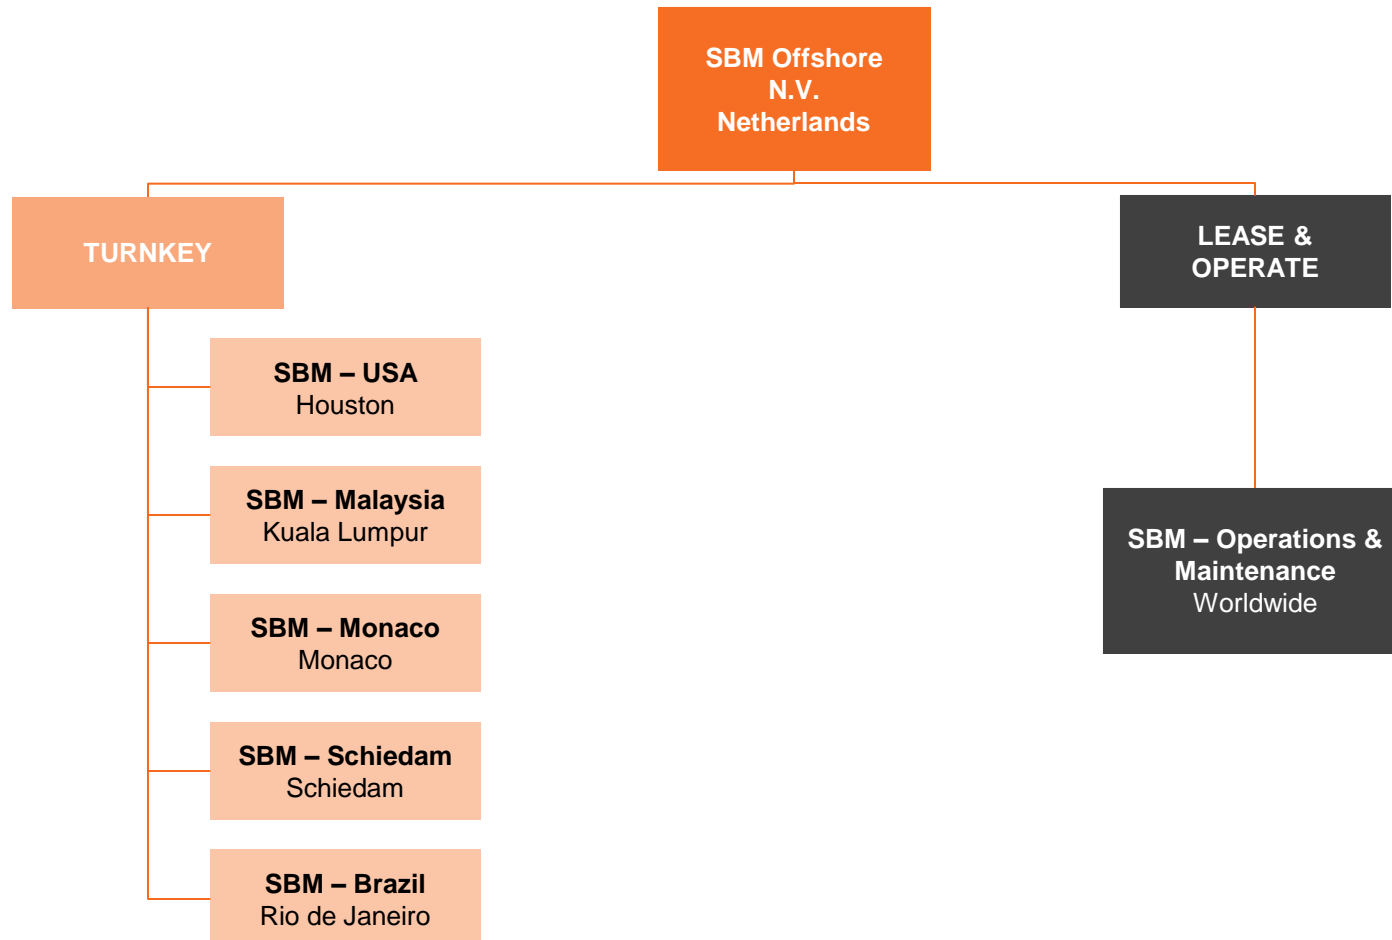 SBM Offshore
N.V.
Netherlands
TURNKEY
LEASE &
OPERATE
SBM – USA
Houston
SBM – Malaysia
Kuala Lumpur
SBM – Monaco
Monaco
SBM – Schiedam
Schiedam
SBM – Brazil
Rio de Janeiro
SBM – Operations &
Maintenance
Worldwide